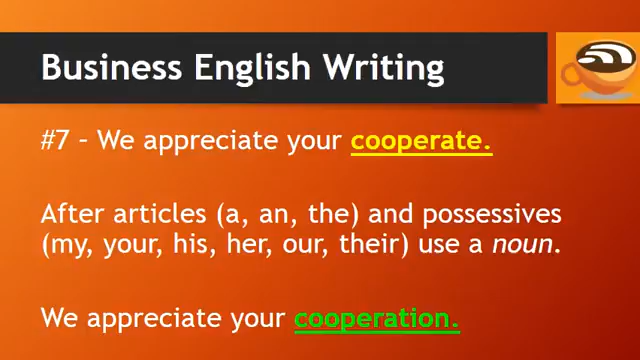 Business English Writing
#7 – We appreciate your cooperate.
After articles (a, an, the) and possessives
(my, your, his, her, our, their) use a noun.
We appreciate your cooperation.